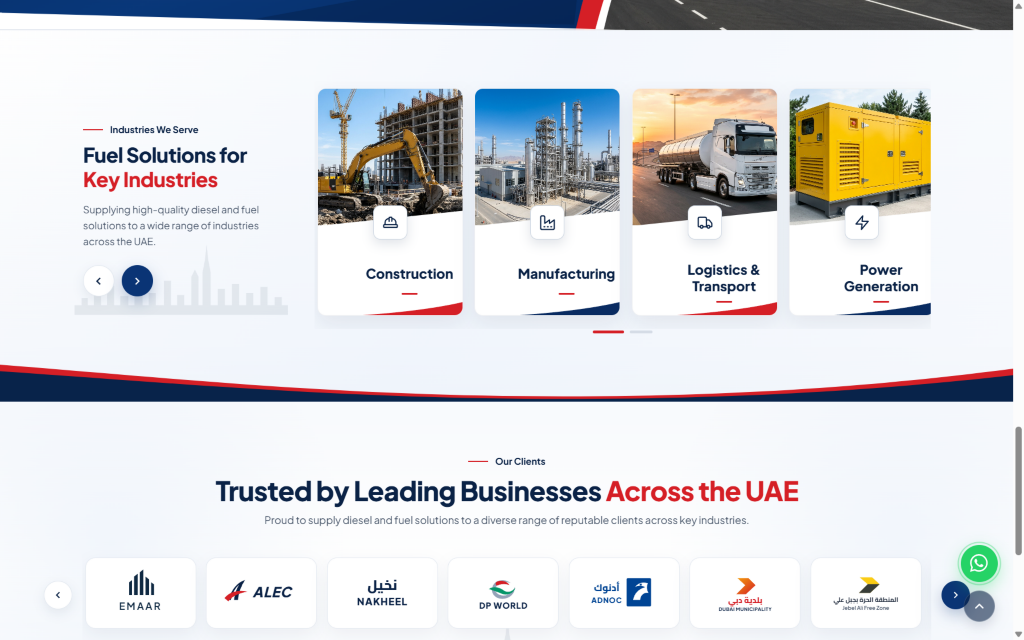 Industries We Serve
Fuel Solutions for
Key Industries
Supplying high-quality diesel and fuel
solutions to a wide range of industries
across the UAE.
Construction
Manufacturing
Logistics &
Transport
Power
Generation
Our Clients
Trusted by Leading Businesses Across the UAE
Proud to supply diesel and fuel solutions to a diverse range of reputable clients across key industries.
EMAAR
ALEC
نخيل
NAKHEEL
DP WORLD
أدنوك
ADNOC
بلدية دبي
DUBAI MUNICIPALITY
المنطقة الحرة بجبل علي
Jebel Ali Free Zone